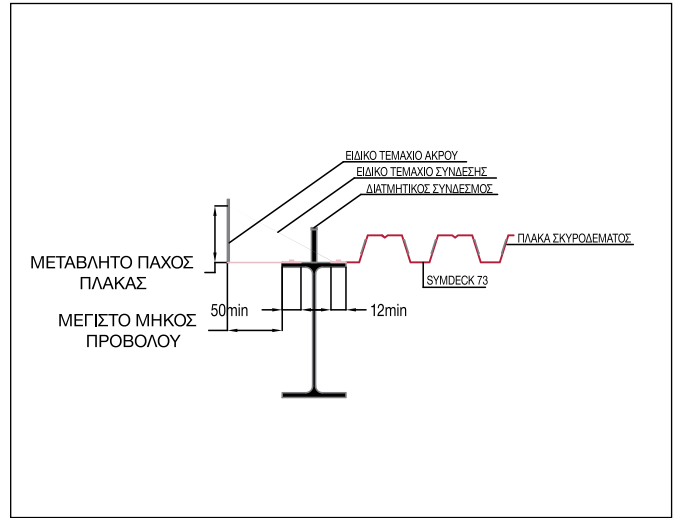 ΕΙΔΙΚΟ ΤΕΜΑΧΙΟ ΑΚΡΟΥ
ΕΙΔΙΚΟ ΤΕΜΑΧΙΟ ΣΥΝΔΕΣΗΣ
ΔΙΑΤΜΗΤΙΚΟΣ ΣΥΝΔΕΣΜΟΣ
ΠΛΑΚΑ ΣΚΥΡΟΔΕΜΑΤΟΣ
ΜΕΤΑΒΛΗΤΟ ΠΑΧΟΣ
ΠΛΑΚΑΣ
SYMDECK 73
50min
12min
ΜΕΓΙΣΤΟ ΜΗΚΟΣ
ΠΡΟΒΟΛΟΥ